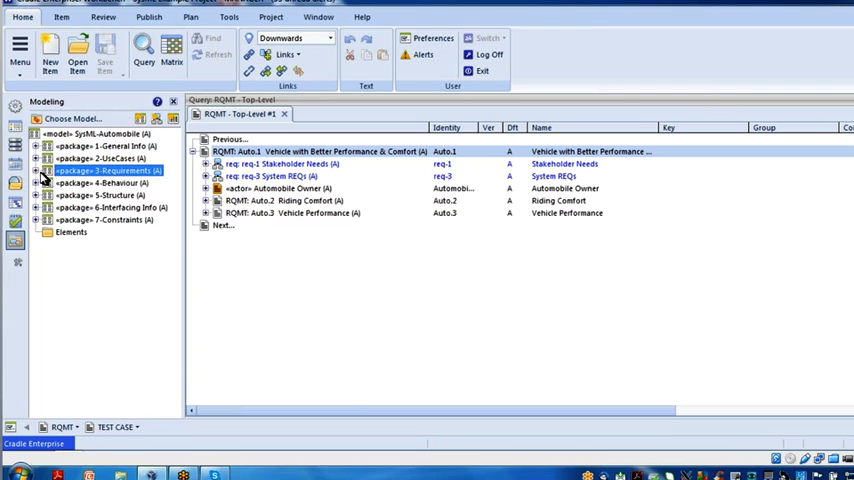 Cradle Enterprise Workbench
Home Item Review Publish Plan Tools Project Window Help
Menu
New Item
Open Item
Save Item
Query
Matrix
Find
Refresh
Downwards
Links
Links
Text
Preferences
Alerts
Switch
Log Off
Exit
User
Modeling
Choose Model...
«model» SysML-Automobile (A)
«package» 1-General Info (A)
«package» 2-UseCases (A)
«package» 3-Requirements (A)
«package» 4-Behaviour (A)
«package» 5-Structure (A)
«package» 6-Interfacing Info (A)
«package» 7-Constraints (A)
Elements
Query: RQMT - Top-Level
RQMT - Top-Level #1
Identity Ver Dft Name Key Group
Previous...
RQMT: Auto.1 Vehicle with Better Performance & Comfort (A) Auto.1 A Vehicle with Better Performance ...
req: req-1 Stakeholder Needs (A) req-1 A Stakeholder Needs
req: req-3 System REQs (A) req-3 A System REQs
«actor» Automobile Owner (A) Automobi... A Automobile Owner
RQMT: Auto.2 Riding Comfort (A) Auto.2 A Riding Comfort
RQMT: Auto.3 Vehicle Performance (A) Auto.3 A Vehicle Performance
Next...
RQMT TEST CASE
Cradle Enterprise